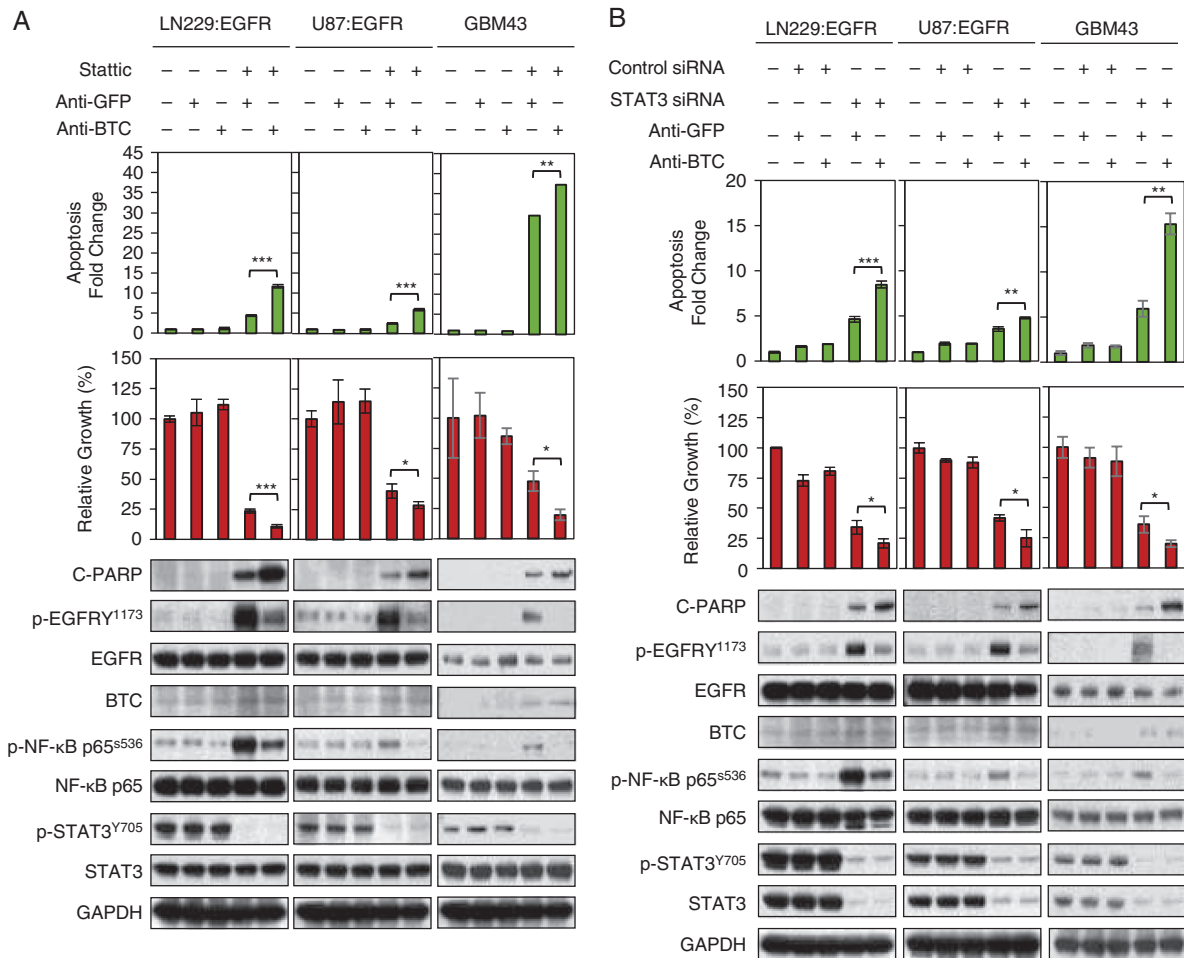 A
LN229:EGFR U87:EGFR GBM43
Stattic – – – + + – – – + + – – – + +
Anti-GFP – + – + – – + – + – – + – + –
Anti-BTC – – + – + – – + – + – – + – +
45
40
35
30
25
20
15
10
5
0
Apoptosis
Fold Change
*** *** **
150
125
100
75
50
25
0
Relative Growth (%)
*** * *
C-PARP
p-EGFRY1173
EGFR
BTC
p-NF-κB p65s536
NF-κB p65
p-STAT3Y705
STAT3
GAPDH
B
LN229:EGFR U87:EGFR GBM43
Control siRNA – + + – – – + + – – – + + – –
STAT3 siRNA – – – + + – – – + + – – – + +
Anti-GFP – + – + – – + – + – – + – + –
Anti-BTC – – + – + – – + – + – – + – +
20
15
10
5
0
Apoptosis
Fold Change
*** ** **
150
125
100
75
50
25
0
Relative Growth (%)
* * *
C-PARP
p-EGFRY1173
EGFR
BTC
p-NF-κB p65s536
NF-κB p65
p-STAT3Y705
STAT3
GAPDH